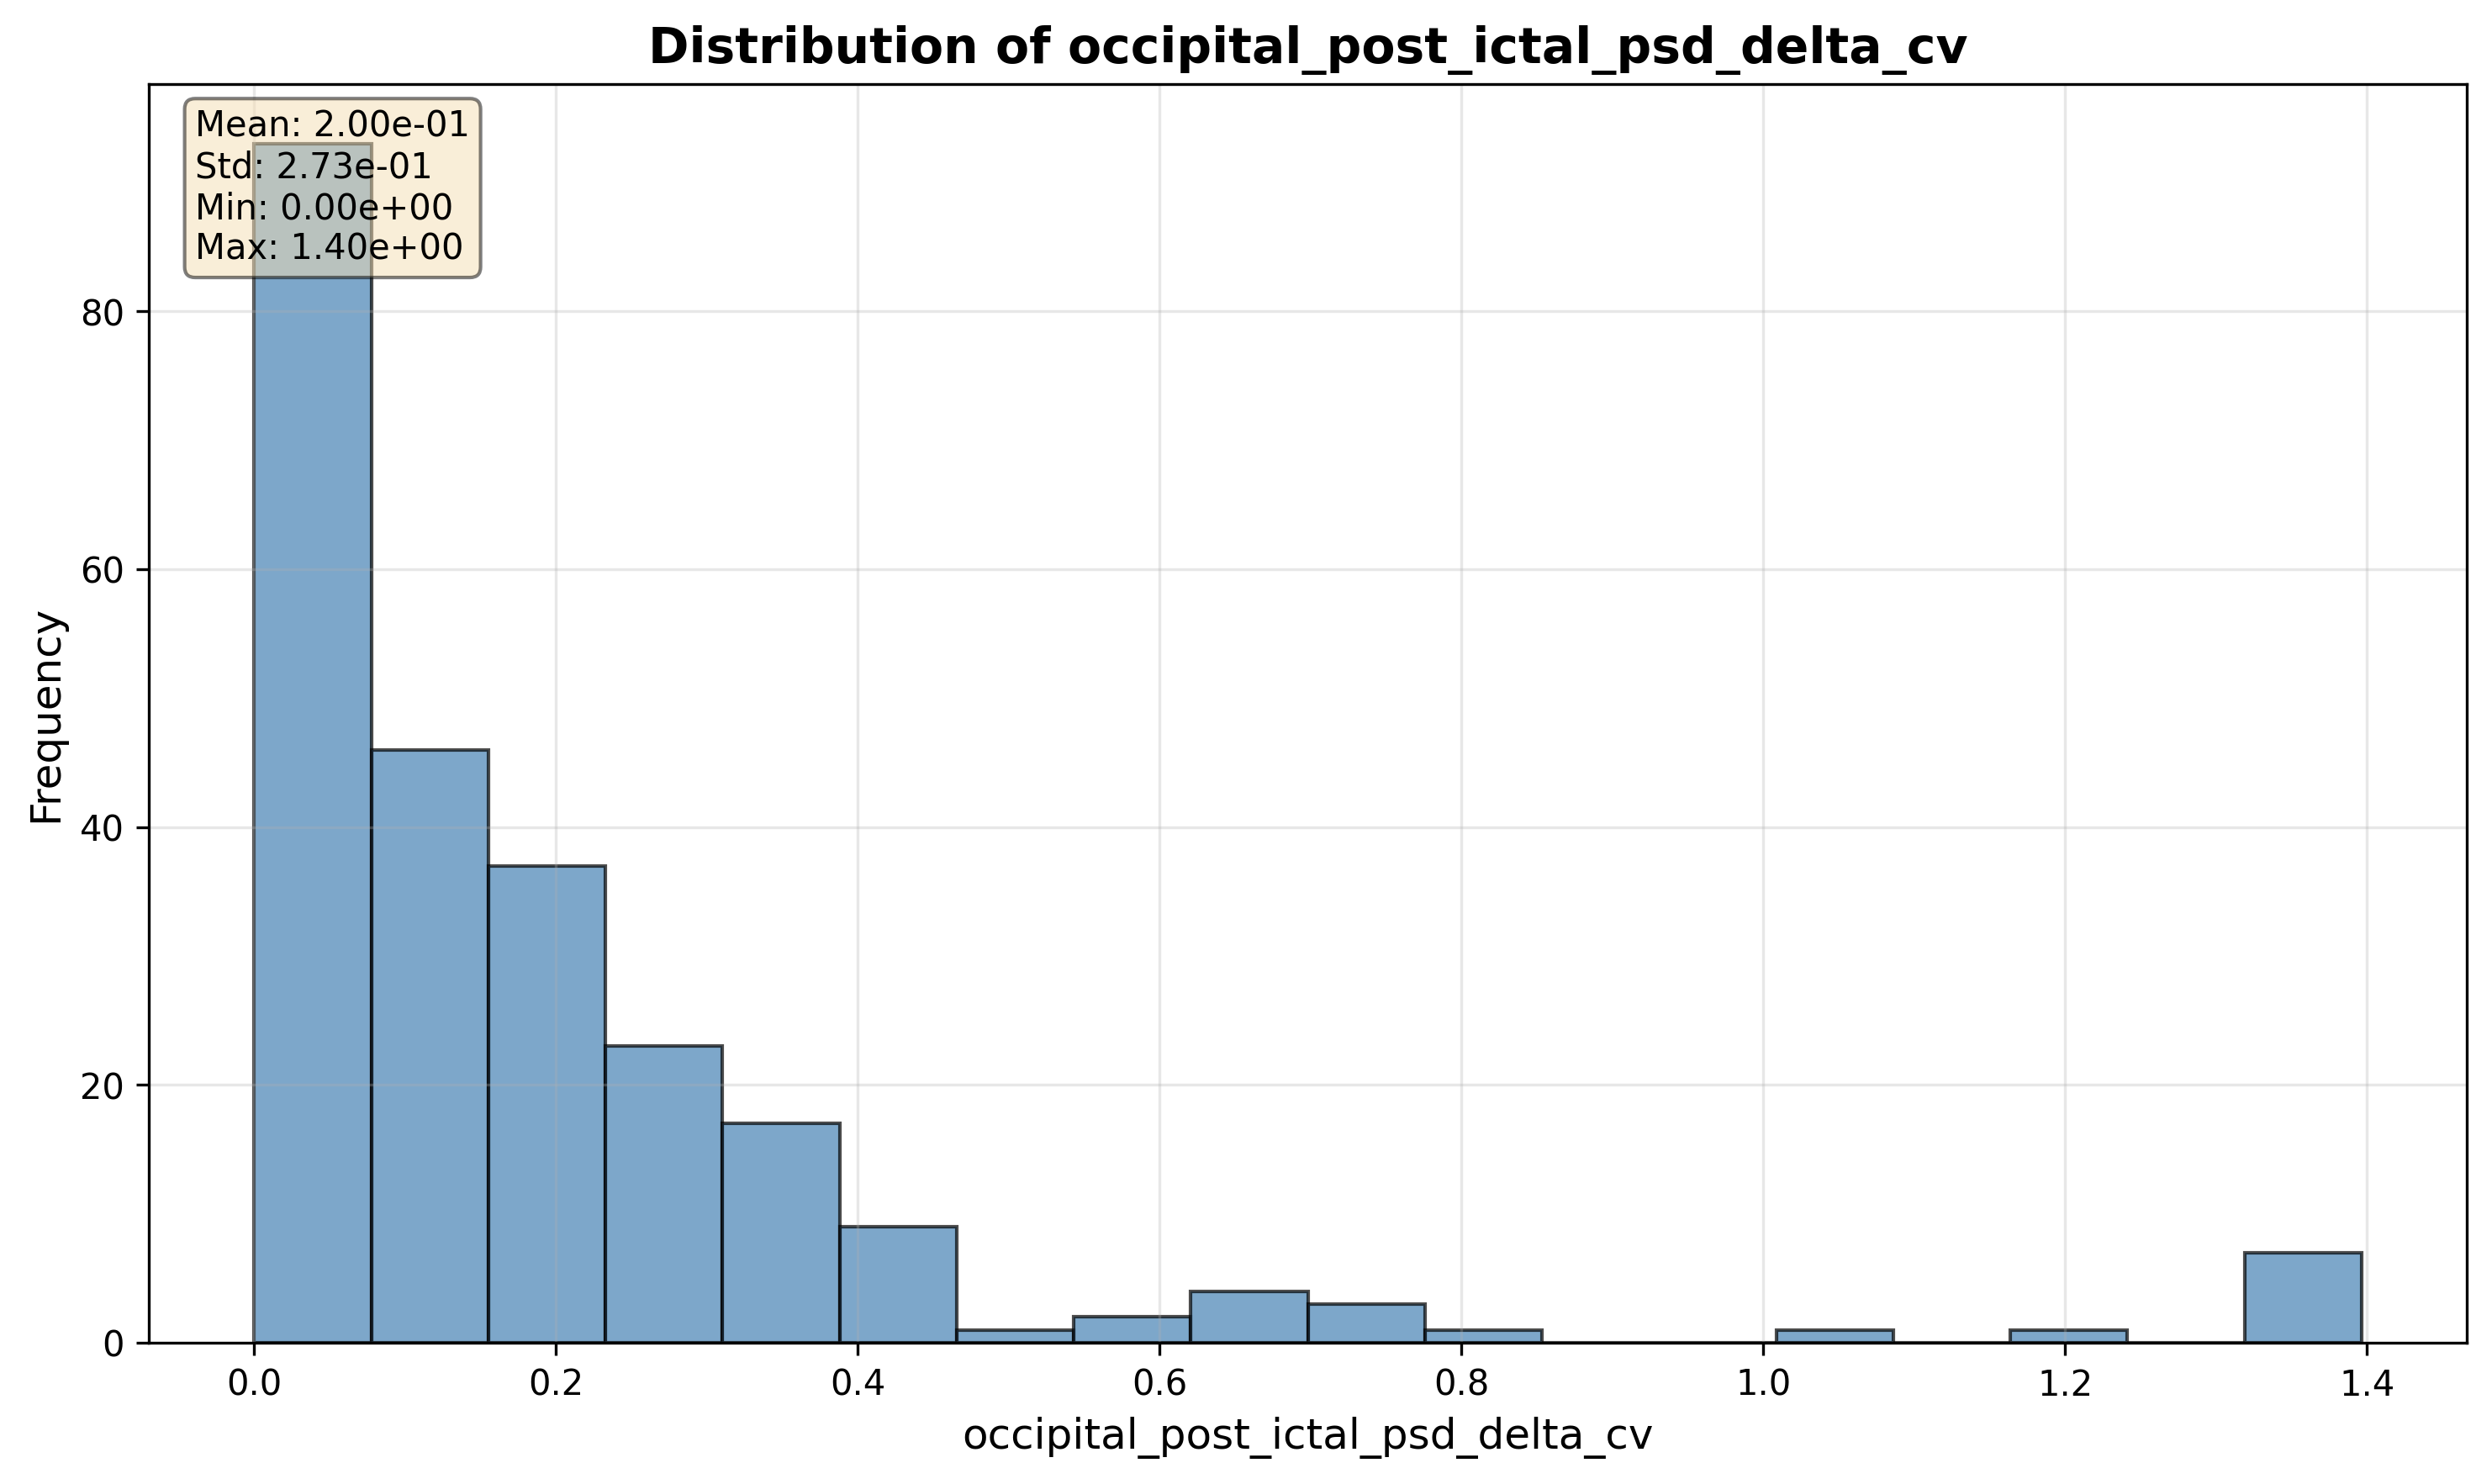 Distribution of occipital_post_ictal_psd_delta_cv
Mean: 2.00e-01
Std: 2.73e-01
Min: 0.00e+00
Max: 1.40e+00
80
60
40
20
0
Frequency
0.0 0.2 0.4 0.6 0.8 1.0 1.2 1.4
occipital_post_ictal_psd_delta_cv